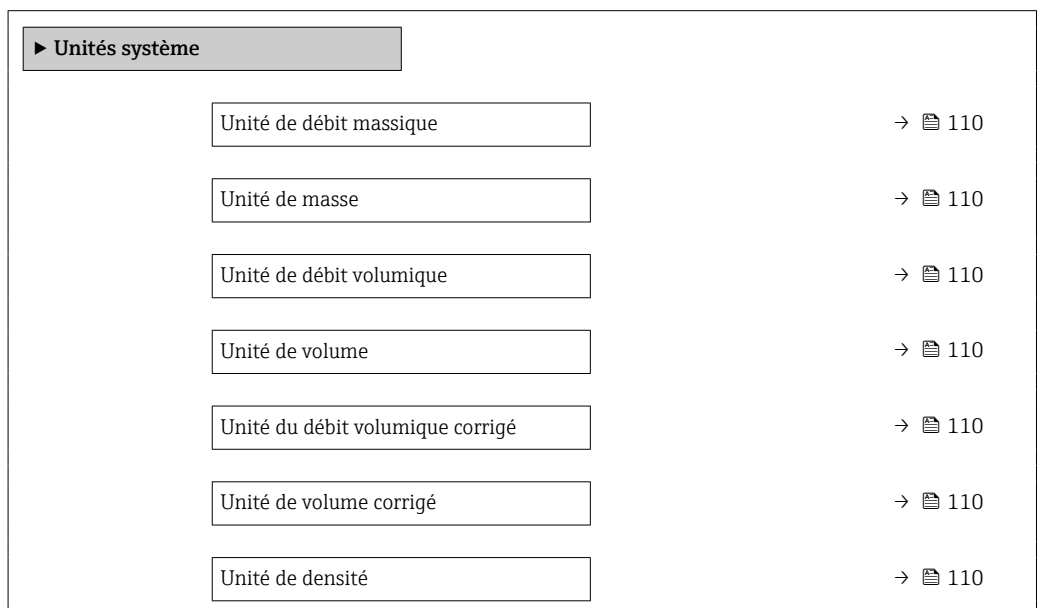 ▶ Unités système
Unité de débit massique → 110
Unité de masse → 110
Unité de débit volumique → 110
Unité de volume → 110
Unité du débit volumique corrigé → 110
Unité de volume corrigé → 110
Unité de densité → 110